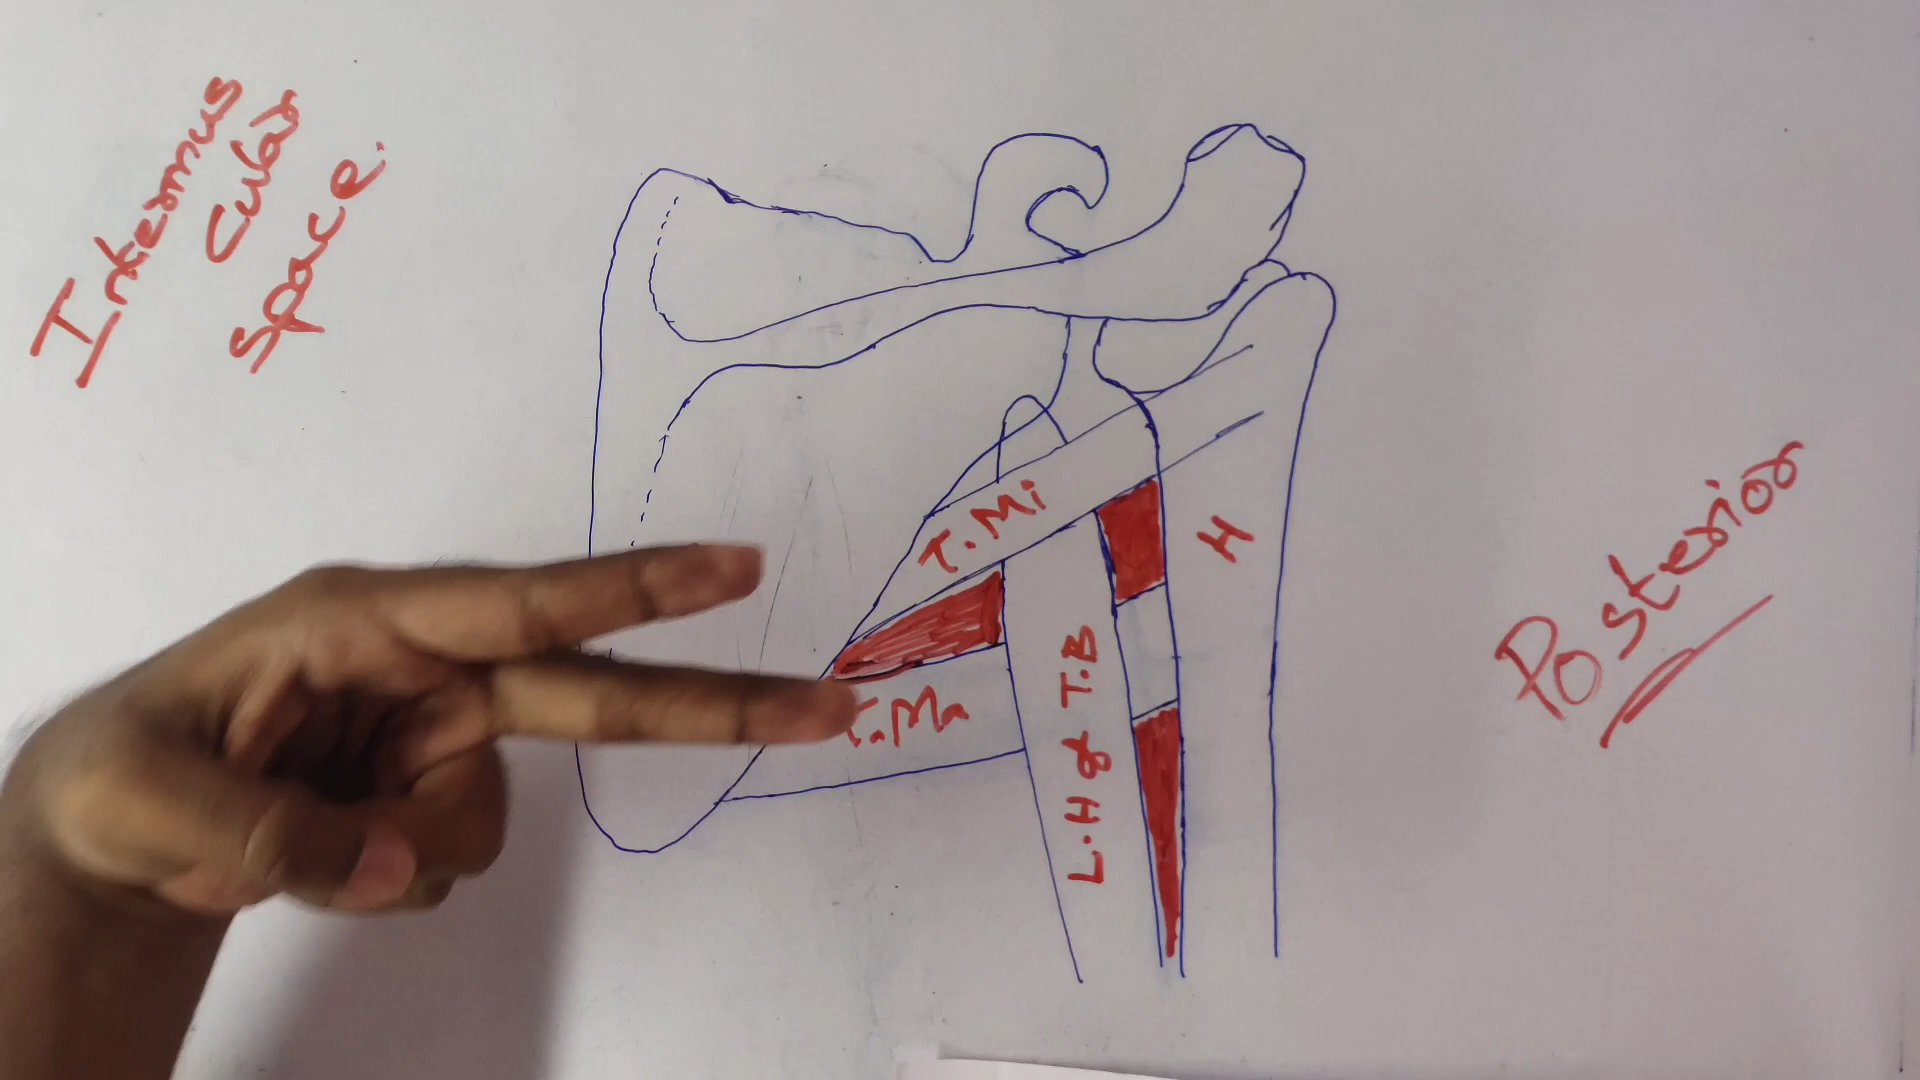 Intermus
cular
space.
T.Mi
T.Ma
L.H of T.B
H
Posterior